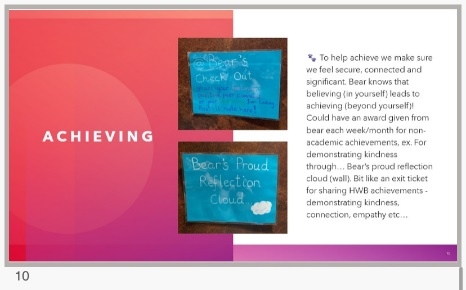 ACHIEVING
Bear's
Check Out
Bear's Proud
Reflection
Cloud
To help achieve we make sure
we feel secure, connected and
significant. Bear knows that
believing (in yourself) leads to
achieving (beyond yourself)!
Could have an award given from
bear each week/month for non-
academic achievements, ex. For
demonstrating kindness
through… Bear's proud reflection
cloud (wall). Bit like an exit ticket
for sharing HWB achievements -
demonstrating kindness,
connection, empathy etc…
10